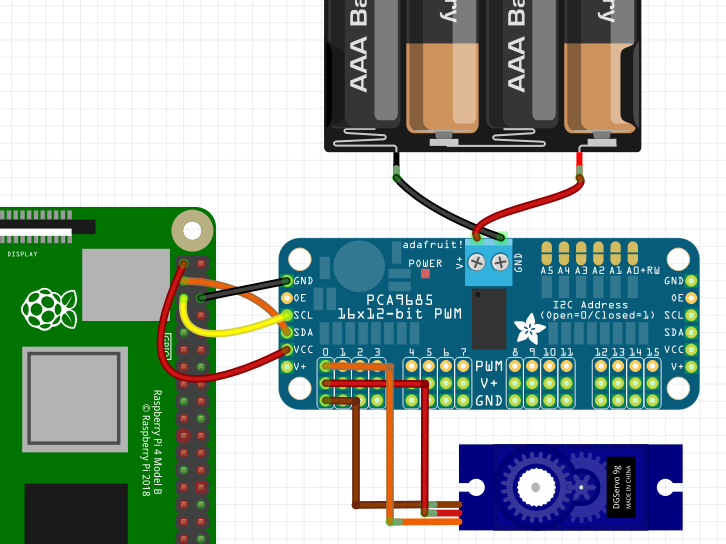 AAA Ba
ry
AAA Ba
ry
DISPLAY
adafruit!
V+
GND
POWER
A5 A4 A3 A2 A1 A0+RW
GND
OE
SCL
SDA
VCC
V+
PCA9685
16x12-bit PWM
I2C Address
(Open=0/Closed=1)
GND
OE
SCL
SDA
VCC
V+
0 1 2 3 4 5 6 7 8 9 10 11 12 13 14 15
PWM
V+
GND
GPIO
Raspberry Pi 4 Model B
© Raspberry Pi 2018
DGServo 9g
MADE IN CHINA